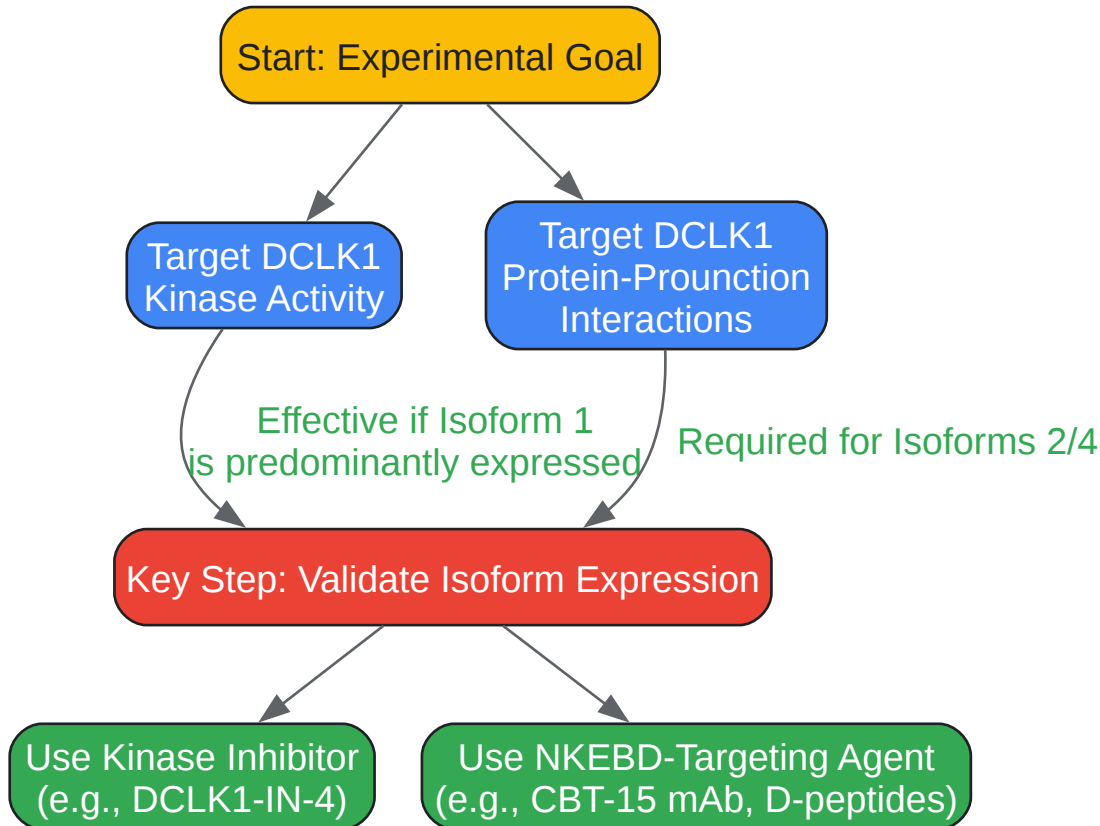 Start: Experimental Goal
Target DCLK1
Kinase Activity
Target DCLK1
Protein-Prounction
Interactions
Effective if Isoform 1
is predominantly expressed
Required for Isoforms 2/4
Key Step: Validate Isoform Expression
Use Kinase Inhibitor
(e.g., DCLK1-IN-4)
Use NKEBD-Targeting Agent
(e.g., CBT-15 mAb, D-peptides)